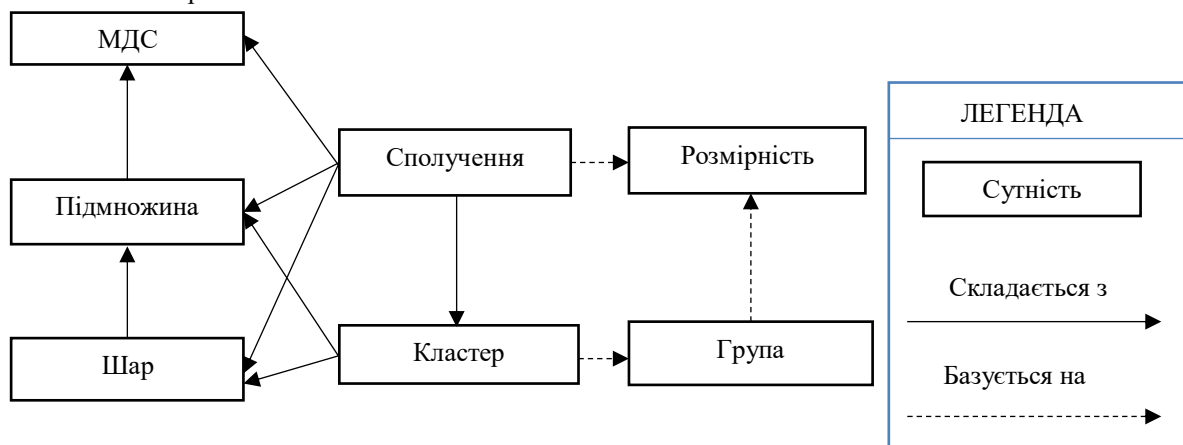 МДС
ЛЕГЕНДА
Сполучення
Розмірність
Підмножина
Сутність
Складається з
Шар
Кластер
Група
Базується на